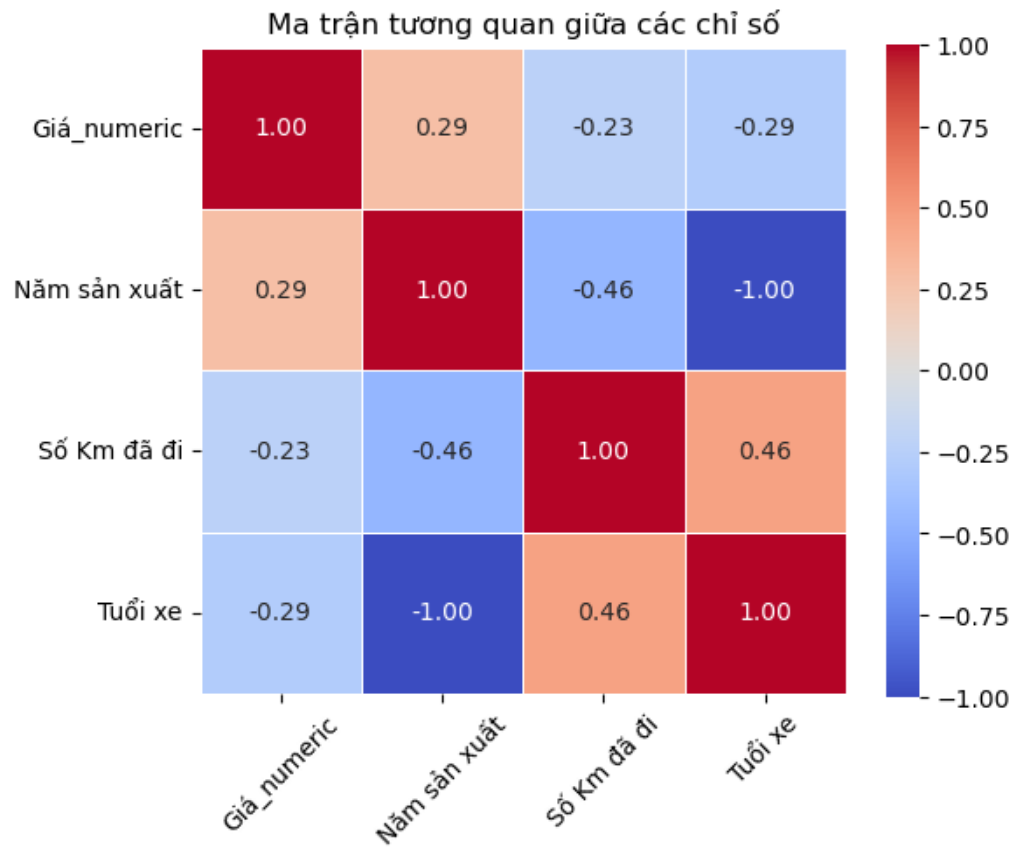 Ma trận tương quan giữa các chỉ số
Giá_numeric 1.00 0.29 -0.23 -0.29
Năm sản xuất 0.29 1.00 -0.46 -1.00
Số Km đã đi -0.23 -0.46 1.00 0.46
Tuổi xe -0.29 -1.00 0.46 1.00
Giá_numeric Năm sản xuất Số Km đã đi Tuổi xe
1.00
0.75
0.50
0.25
0.00
−0.25
−0.50
−0.75
−1.00